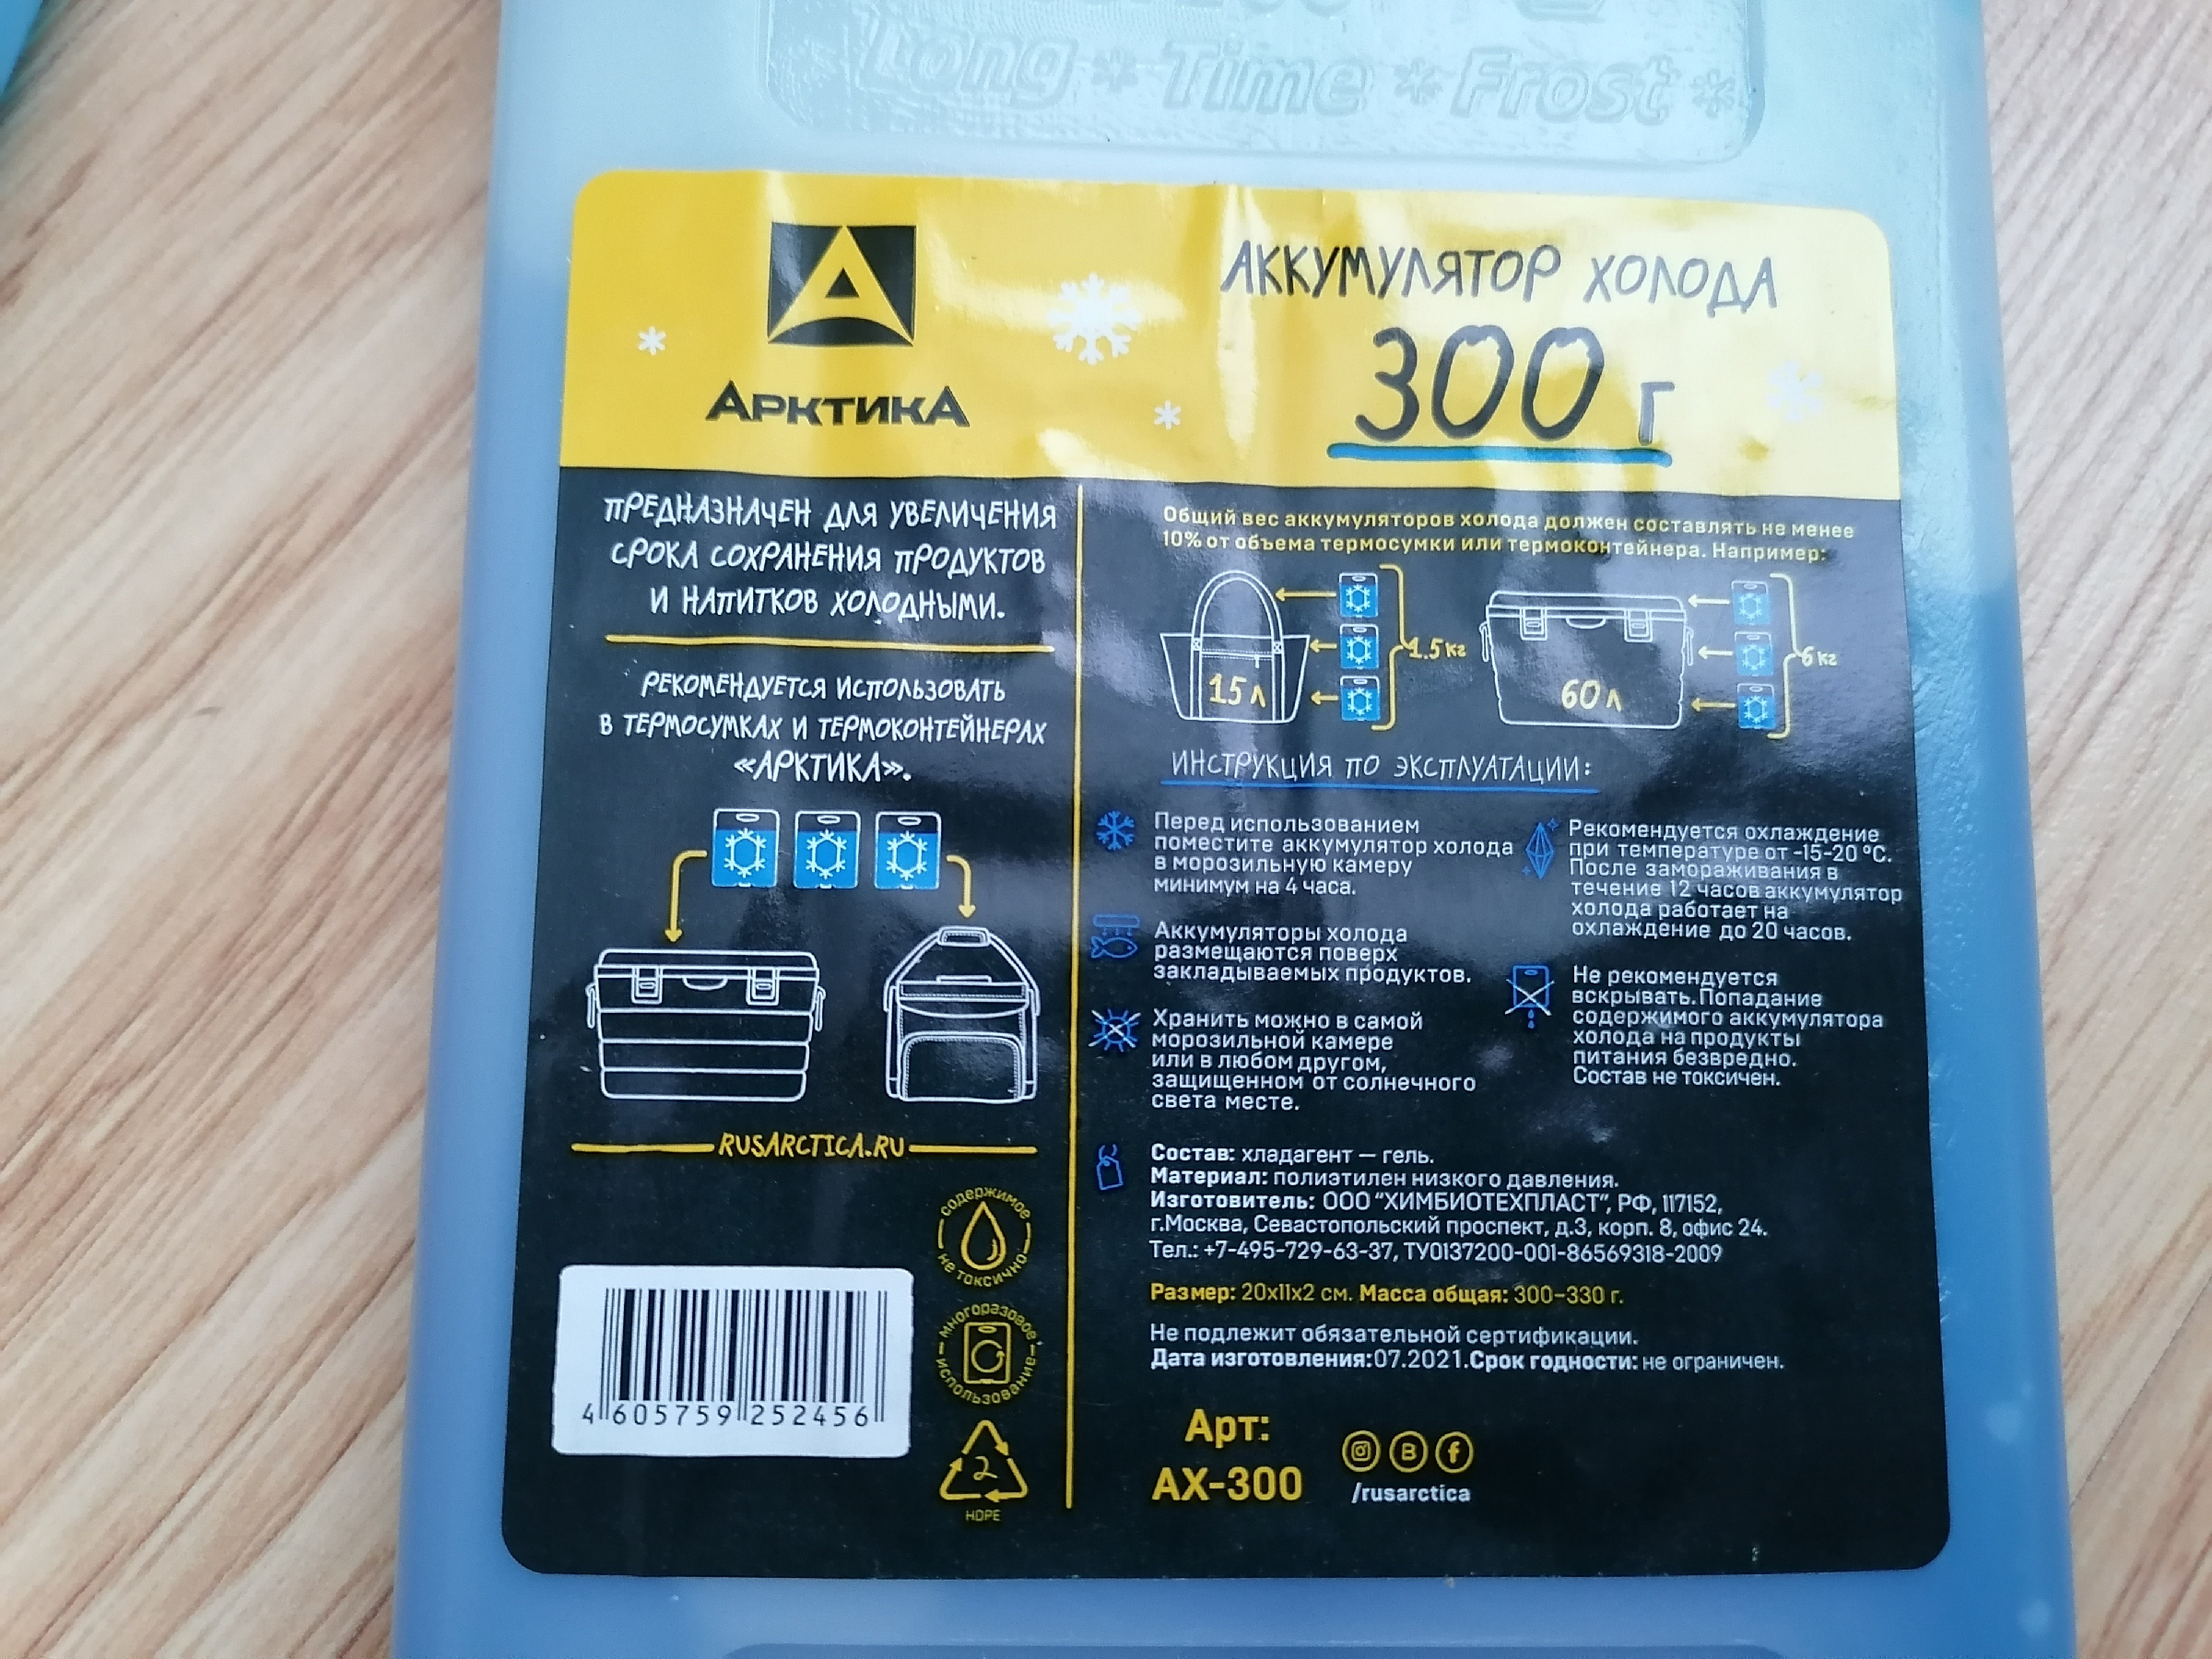 Long * Time * Frost *
АРКТИКА
АККУМУЛЯТОР ХОЛОДА
300 г
ПРЕДНАЗНАЧЕН ДЛЯ УВЕЛИЧЕНИЯ
СРОКА СОХРАНЕНИЯ ПРОДУКТОВ
И НАПИТКОВ ХОЛОДНЫМИ.
РЕКОМЕНДУЕТСЯ ИСПОЛЬЗОВАТЬ
В ТЕРМОСУМКАХ И ТЕРМОКОНТЕЙНЕРАХ
«АРКТИКА».
RUSARCTICA.RU
содержимое
не токсично
многоразовое
использование
4 605759 252456
2
HDPE
Общий вес аккумуляторов холода должен составлять не менее
10% от объема термосумки или термоконтейнера. Например:
15 л
1.5 кг
60 л
6 кг
ИНСТРУКЦИЯ ПО ЭКСПЛУАТАЦИИ:
Перед использованием
поместите аккумулятор холода
в морозильную камеру
минимум на 4 часа.
Аккумуляторы холода
размещаются поверх
закладываемых продуктов.
Хранить можно в самой
морозильной камере
или в любом другом,
защищенном от солнечного
света месте.
Рекомендуется охлаждение
при температуре от -15-20 °С.
После замораживания в
течение 12 часов аккумулятор
холода работает на
охлаждение до 20 часов.
Не рекомендуется
вскрывать.Попадание
содержимого аккумулятора
холода на продукты
питания безвредно.
Состав не токсичен.
Состав: хладагент — гель.
Материал: полиэтилен низкого давления.
Изготовитель: ООО "ХИМБИОТЕХПЛАСТ", РФ, 117152,
г.Москва, Севастопольский проспект, д.3, корп. 8, офис 24.
Тел.: +7-495-729-63-37, ТУ0137200-001-86569318-2009
Размер: 20x11x2 см. Масса общая: 300-330 г.
Не подлежит обязательной сертификации.
Дата изготовления:07.2021.Срок годности: не ограничен.
Арт:
АХ-300
/rusarctica